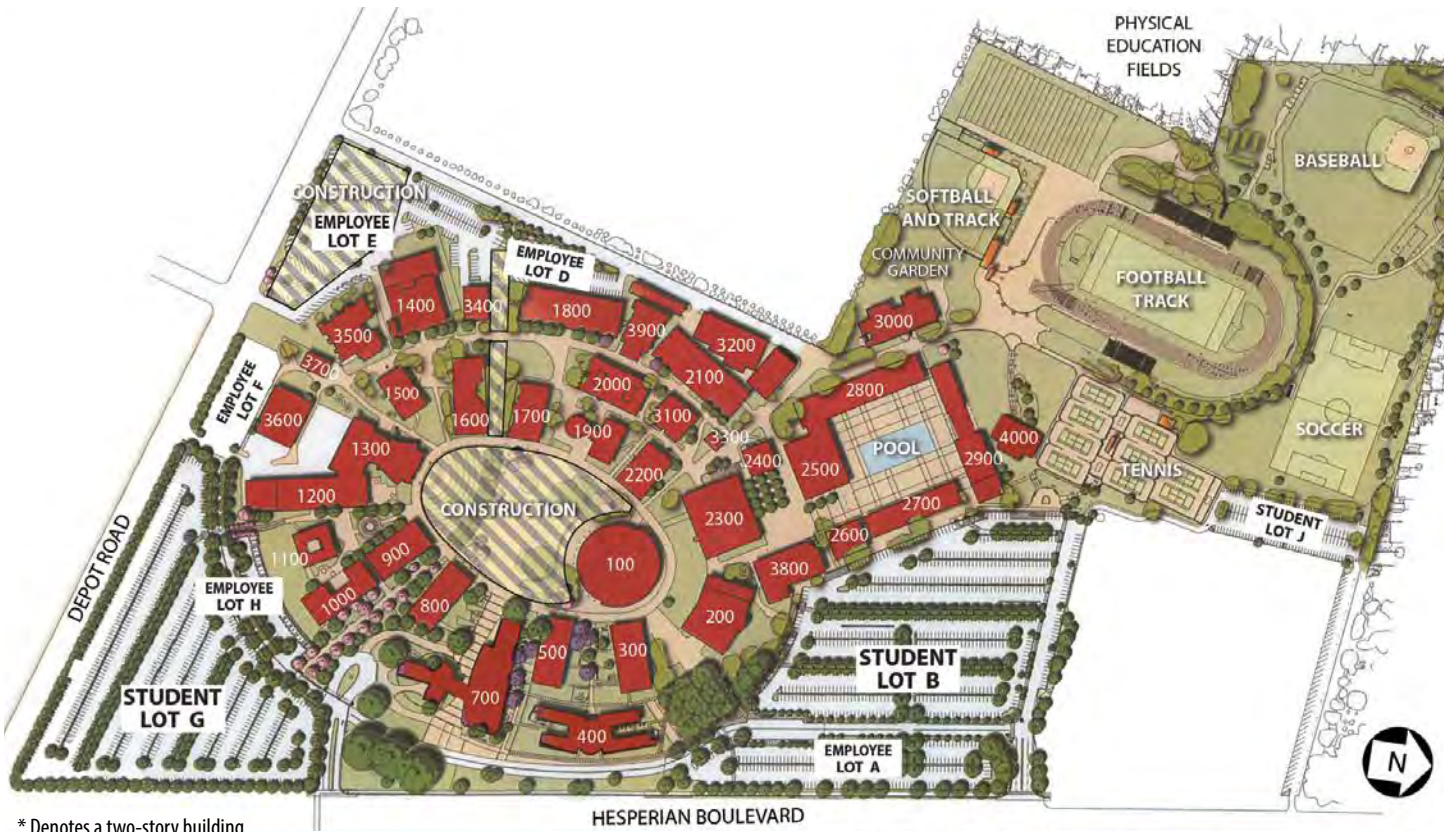 PHYSICAL
EDUCATION
FIELDS
BASEBALL
SOFTBALL
AND TRACK
COMMUNITY
GARDEN
FOOTBALL
TRACK
SOCCER
TENNIS
STUDENT
LOT J
CONSTRUCTION
EMPLOYEE
LOT E
EMPLOYEE
LOT D
1400
3400
1800
3500
3900
3200
3000
3700
2100
2800
1500
2000
EMPLOYEE
LOT F
3600
1600
1700
3100
1900
3300
4000
1300
2400
POOL
2900
2200
2500
1200
CONSTRUCTION
2300
2700
2600
1100
900
100
3800
DEPOT ROAD
EMPLOYEE
LOT H
1000
800
200
500
300
STUDENT
LOT B
STUDENT
LOT G
700
400
EMPLOYEE
LOT A
N
HESPERIAN BOULEVARD
* Denotes a two-story building